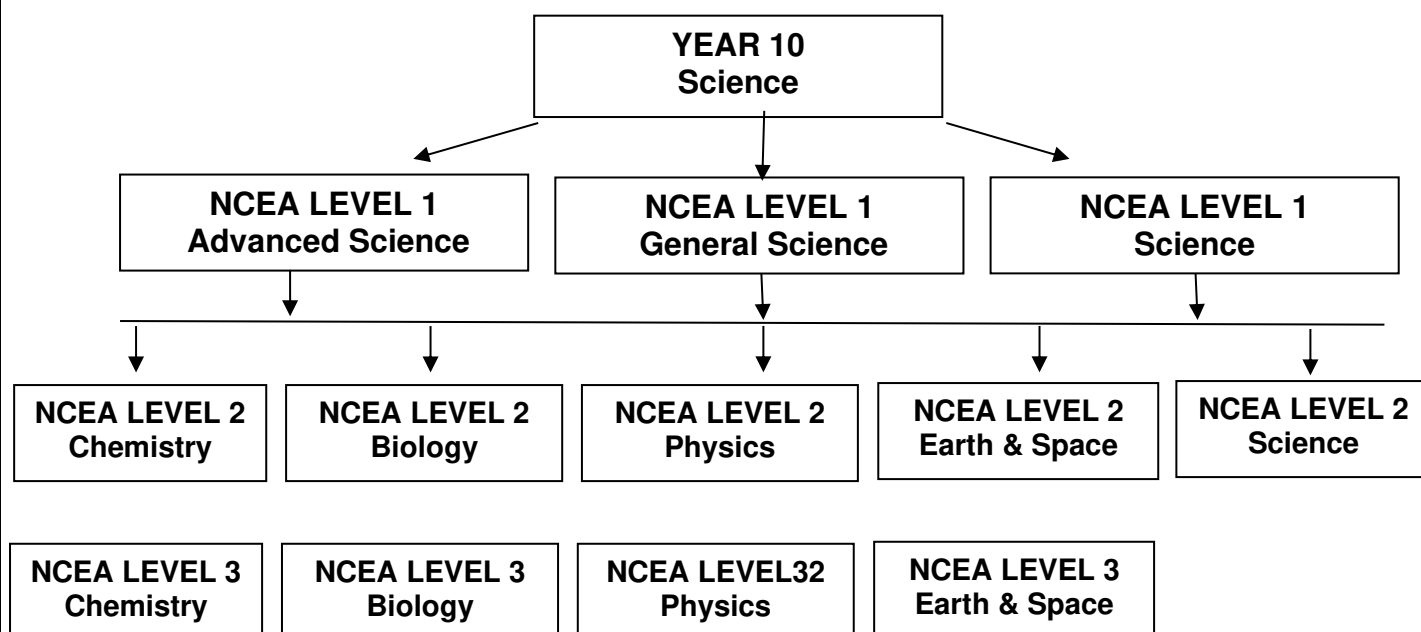 YEAR 10
Science
NCEA LEVEL 1
Advanced Science
NCEA LEVEL 1
General Science
NCEA LEVEL 1
Science
NCEA LEVEL 2
Chemistry
NCEA LEVEL 2
Biology
NCEA LEVEL 2
Physics
NCEA LEVEL 2
Earth & Space
NCEA LEVEL 2
Science
NCEA LEVEL 3
Chemistry
NCEA LEVEL 3
Biology
NCEA LEVEL32
Physics
NCEA LEVEL 3
Earth & Space